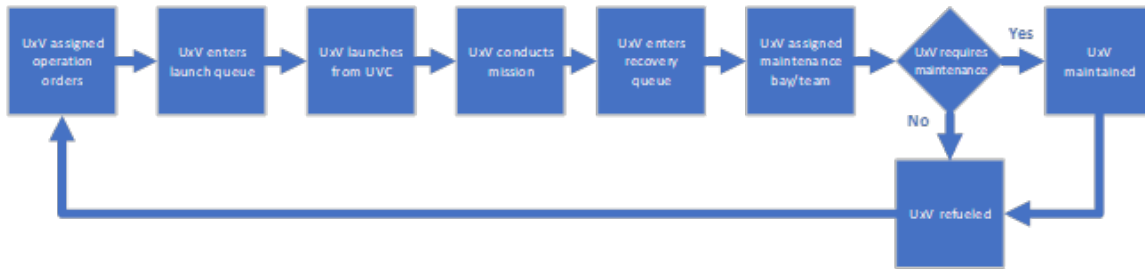 UxV assigned
operation
orders
UxV enters
launch queue
UxV launches
from UVC
UxV conducts
mission
UxV enters
recovery
queue
UxV assigned
maintenance
bay/team
UxV requires
maintenance
Yes
UxV
maintained
No
UxV refueled